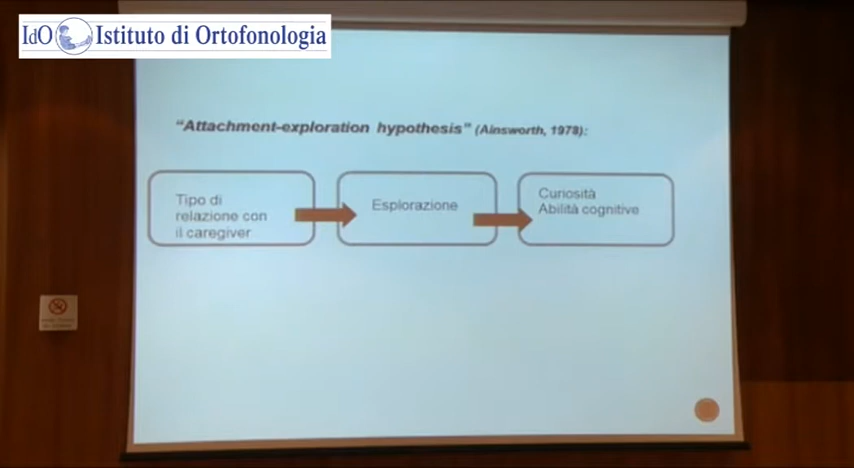 IdO Istituto di Ortofonologia
“Attachment-exploration hypothesis” (Ainsworth, 1978):
Tipo di
relazione con
il caregiver
Esplorazione
Curiosità
Abilità cognitive